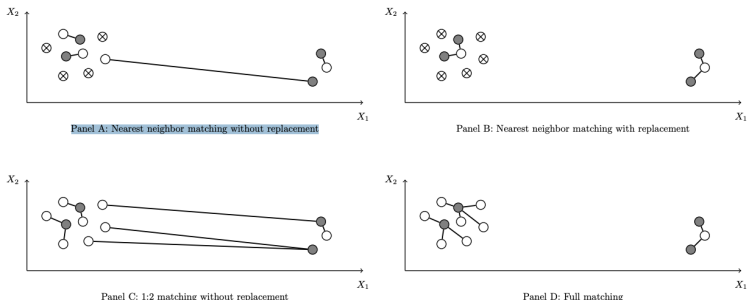 X2
X2
X1
X1
Panel A: Nearest neighbor matching without replacement
Panel B: Nearest neighbor matching with replacement
X2
X2
X1
X1
Panel C: 1:2 matching without replacement
Panel D: Full matching